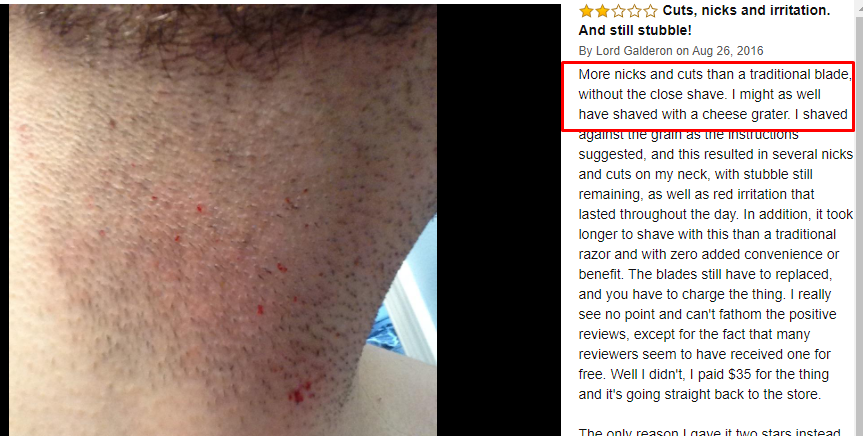 Cuts, nicks and irritation.
And still stubble!
By Lord Galderon on Aug 26, 2016
More nicks and cuts than a traditional blade,
without the close shave. I might as well
have shaved with a cheese grater. I shaved
against the grain as the instructions
suggested, and this resulted in several nicks
and cuts on my neck, with stubble still
remaining, as well as red irritation that
lasted throughout the day. In addition, it took
longer to shave with this than a traditional
razor and with zero added convenience or
benefit. The blades still have to replaced,
and you have to charge the thing. I really
see no point and can't fathom the positive
reviews, except for the fact that many
reviewers seem to have received one for
free. Well I didn't, I paid $35 for the thing
and it's going straight back to the store.
The only reason I gave it two stars instead